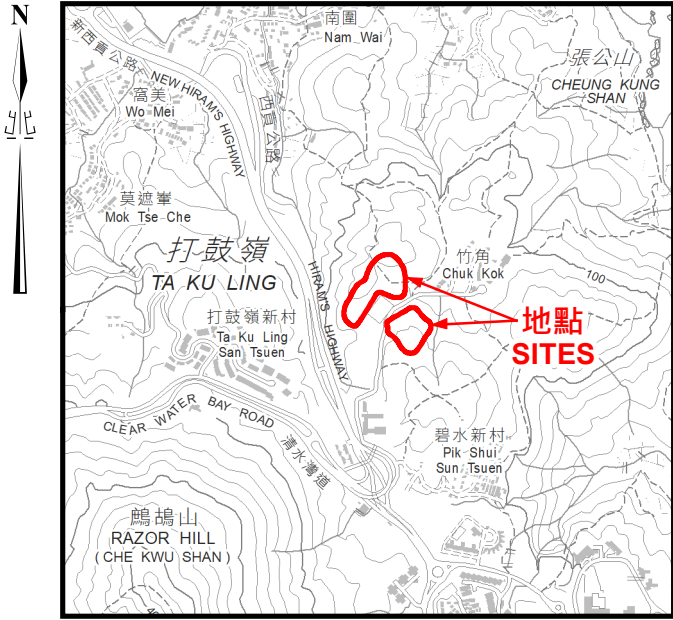 N
南圍
Nam Wai
新西貢公路
NEW HIRAM'S HIGHWAY
西貢公路
張公山
CHEUNG KUNG
SHAN
窩美
Wo Mei
莫遮輋
Mok Tse Che
打鼓嶺
TA KU LING
竹角
Chuk Kok
100
HIRAM'S HIGHWAY
地點
SITES
打鼓嶺新村
Ta Ku Ling
San Tsuen
CLEAR WATER BAY ROAD
清水灣道
碧水新村
Pik Shui
Sun Tsuen
鷓鴣山
RAZOR HILL
( CHE KWU SHAN )